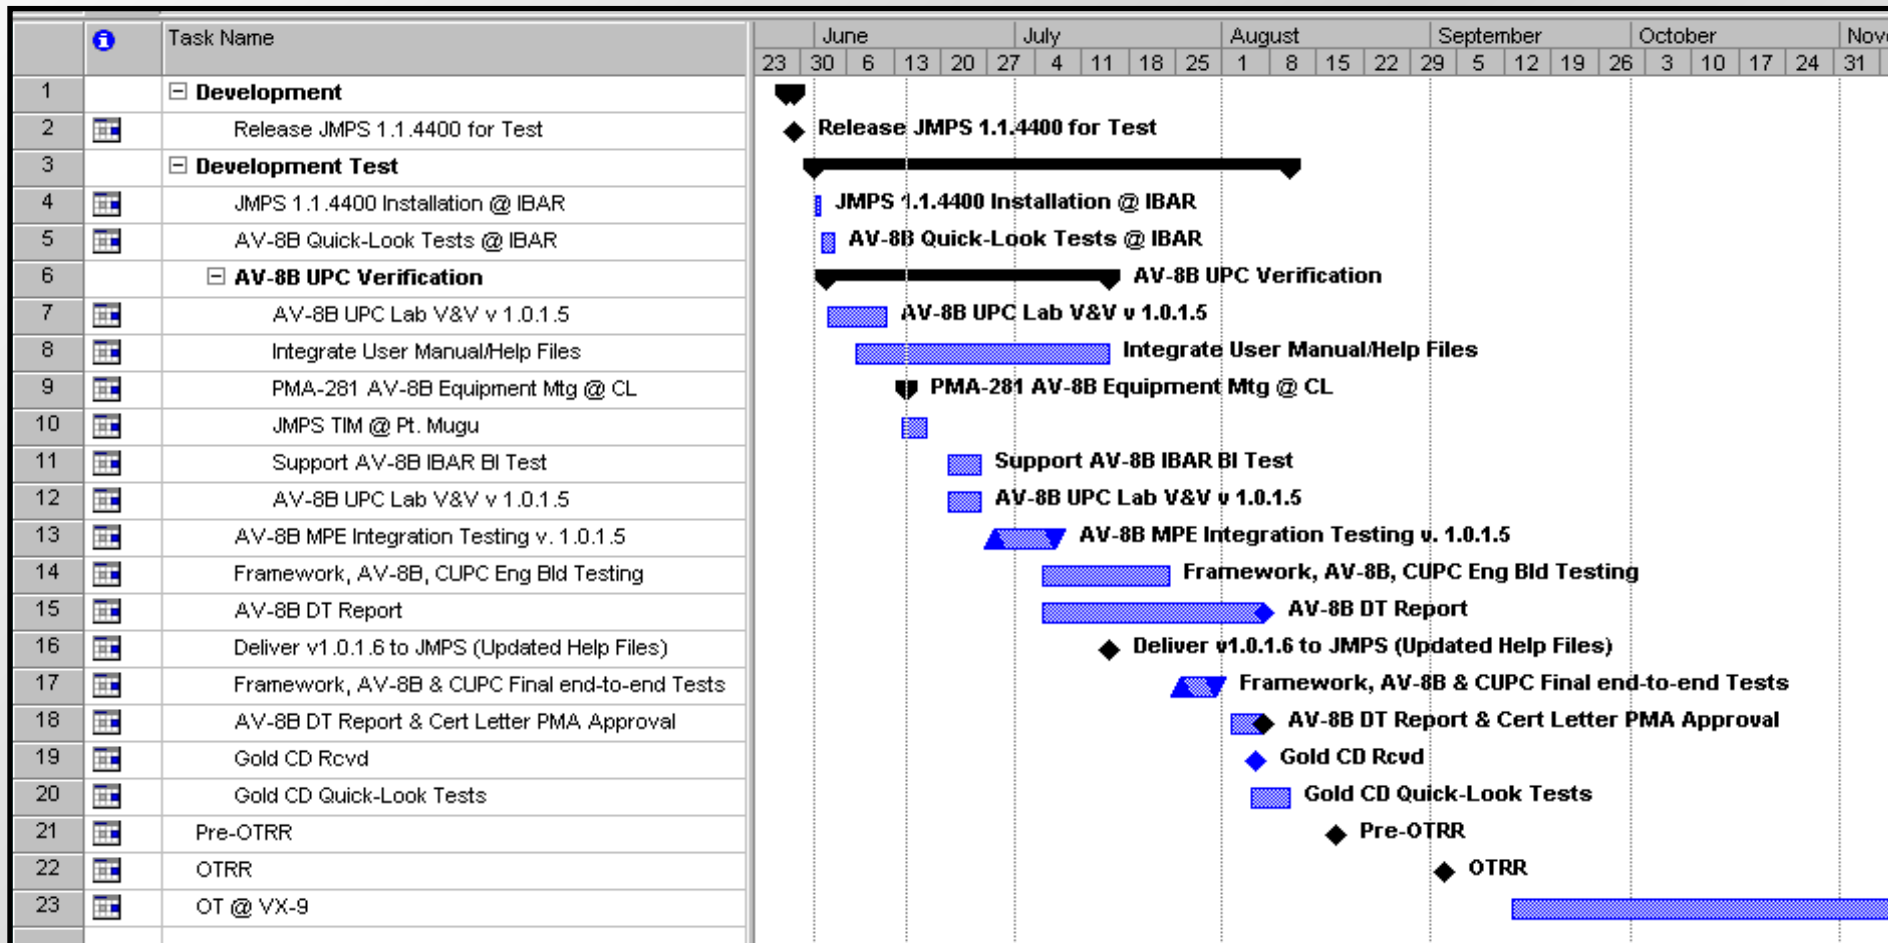 Task Name June July August September October Nov
23 30 6 13 20 27 4 11 18 25 1 8 15 22 29 5 12 19 26 3 10 17 24 31
1 Development
2 Release JMPS 1.1.4400 for Test Release JMPS 1.1.4400 for Test
3 Development Test
4 JMPS 1.1.4400 Installation @ IBAR JMPS 1.1.4400 Installation @ IBAR
5 AV-8B Quick-Look Tests @ IBAR AV-8B Quick-Look Tests @ IBAR
6 AV-8B UPC Verification AV-8B UPC Verification
7 AV-8B UPC Lab V&V v 1.0.1.5 AV-8B UPC Lab V&V v 1.0.1.5
8 Integrate User Manual/Help Files Integrate User Manual/Help Files
9 PMA-281 AV-8B Equipment Mtg @ CL PMA-281 AV-8B Equipment Mtg @ CL
10 JMPS TIM @ Pt. Mugu
11 Support AV-8B IBAR BI Test Support AV-8B IBAR BI Test
12 AV-8B UPC Lab V&V v 1.0.1.5 AV-8B UPC Lab V&V v 1.0.1.5
13 AV-8B MPE Integration Testing v. 1.0.1.5 AV-8B MPE Integration Testing v. 1.0.1.5
14 Framework, AV-8B, CUPC Eng Bld Testing Framework, AV-8B, CUPC Eng Bld Testing
15 AV-8B DT Report AV-8B DT Report
16 Deliver v1.0.1.6 to JMPS (Updated Help Files) Deliver v1.0.1.6 to JMPS (Updated Help Files)
17 Framework, AV-8B & CUPC Final end-to-end Tests Framework, AV-8B & CUPC Final end-to-end Tests
18 AV-8B DT Report & Cert Letter PMA Approval AV-8B DT Report & Cert Letter PMA Approval
19 Gold CD Rcvd Gold CD Rcvd
20 Gold CD Quick-Look Tests Gold CD Quick-Look Tests
21 Pre-OTRR Pre-OTRR
22 OTRR OTRR
23 OT @ VX-9